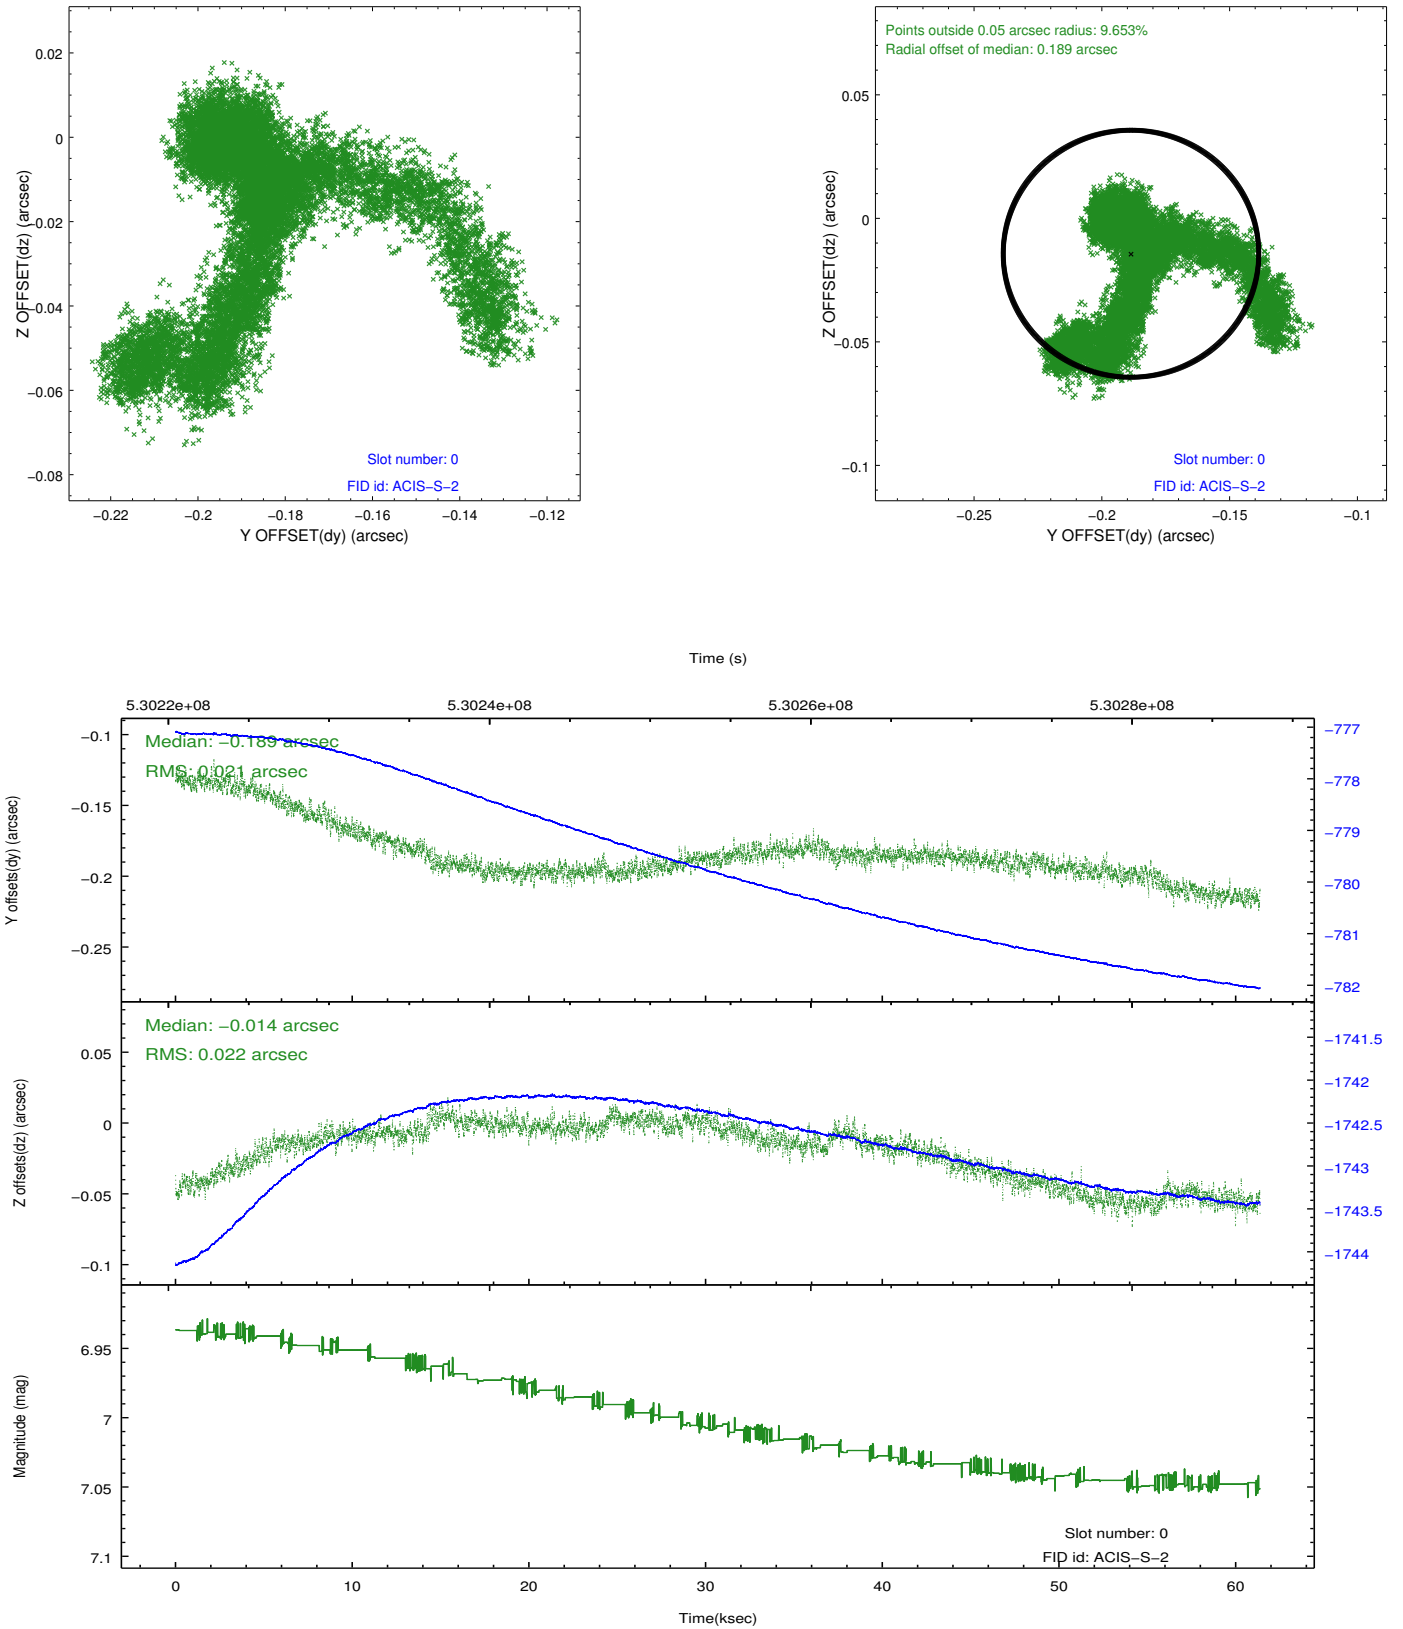 0.02
0
−0.02
−0.04
−0.06
−0.08
Z OFFSET(dz) (arcsec)
−0.22
−0.2
−0.18
−0.16
−0.14
−0.12
Y OFFSET(dy) (arcsec)
Slot number: 0
FID id: ACIS−S−2
Points outside 0.05 arcsec radius: 9.653%
Radial offset of median: 0.189 arcsec
0.05
0
−0.05
−0.1
Z OFFSET(dz) (arcsec)
−0.25
−0.2
−0.15
−0.1
Y OFFSET(dy) (arcsec)
Slot number: 0
FID id: ACIS−S−2
Time (s)
5.3022e+08
5.3024e+08
5.3026e+08
5.3028e+08
Median: −0.189 arcsec
RMS: 0.021 arcsec
−0.1
−0.15
−0.2
−0.25
Y offsets(dy) (arcsec)
−777
−778
−779
−780
−781
−782
Median: −0.014 arcsec
RMS: 0.022 arcsec
0.05
0
−0.05
−0.1
Z offsets(dz) (arcsec)
−1741.5
−1742
−1742.5
−1743
−1743.5
−1744
6.95
7
7.05
7.1
Magnitude (mag)
Slot number: 0
FID id: ACIS−S−2
0
10
20
30
40
50
60
Time(ksec)